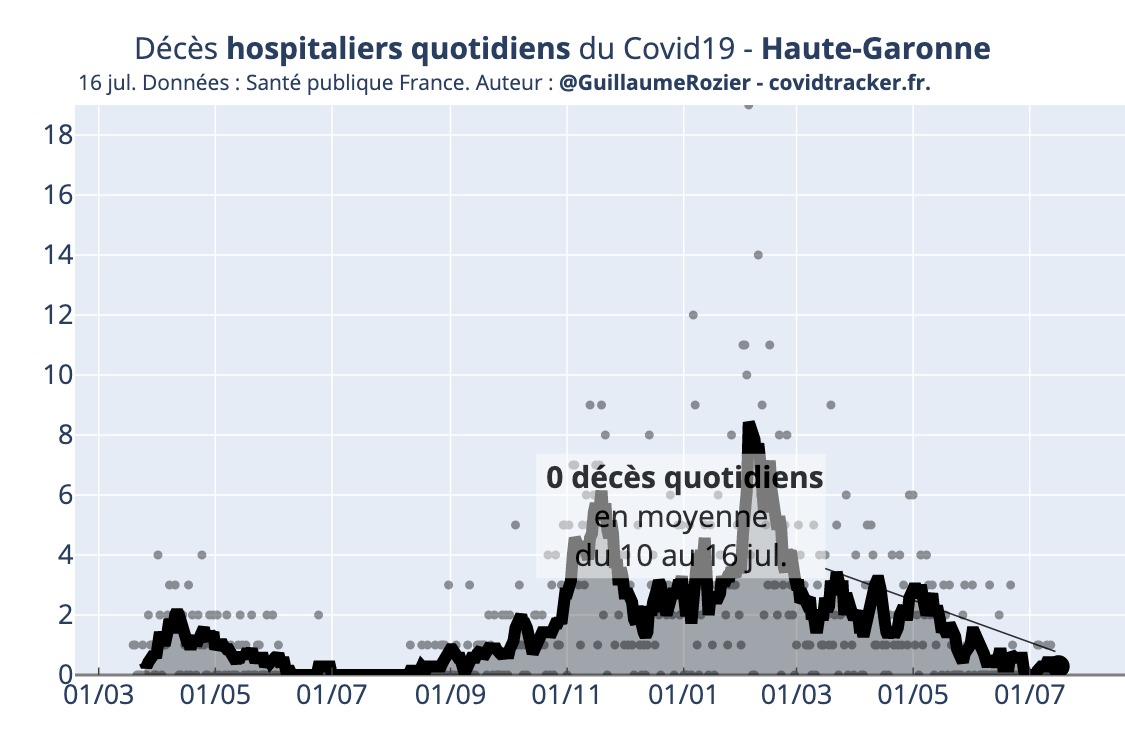 Décès hospitaliers quotidiens du Covid19 - Haute-Garonne
16 jul. Données : Santé publique France. Auteur : @GuillaumeRozier - covidtracker.fr.
18
16
14
12
10
8
6
4
2
0
0 décès quotidiens
en moyenne
du 10 au 16 jul.
01/03 01/05 01/07 01/09 01/11 01/01 01/03 01/05 01/07